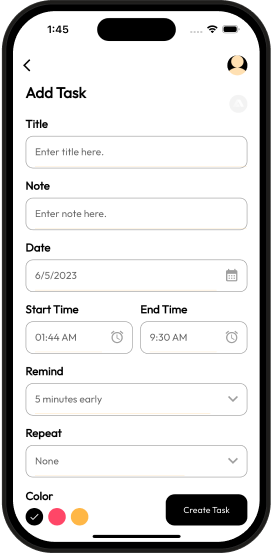 1:45
Add Task
Title
Enter title here.
Note
Enter note here.
Date
6/5/2023
Start Time End Time
01:44 AM 9:30 AM
Remind
5 minutes early
Repeat
None
Color
Create Task